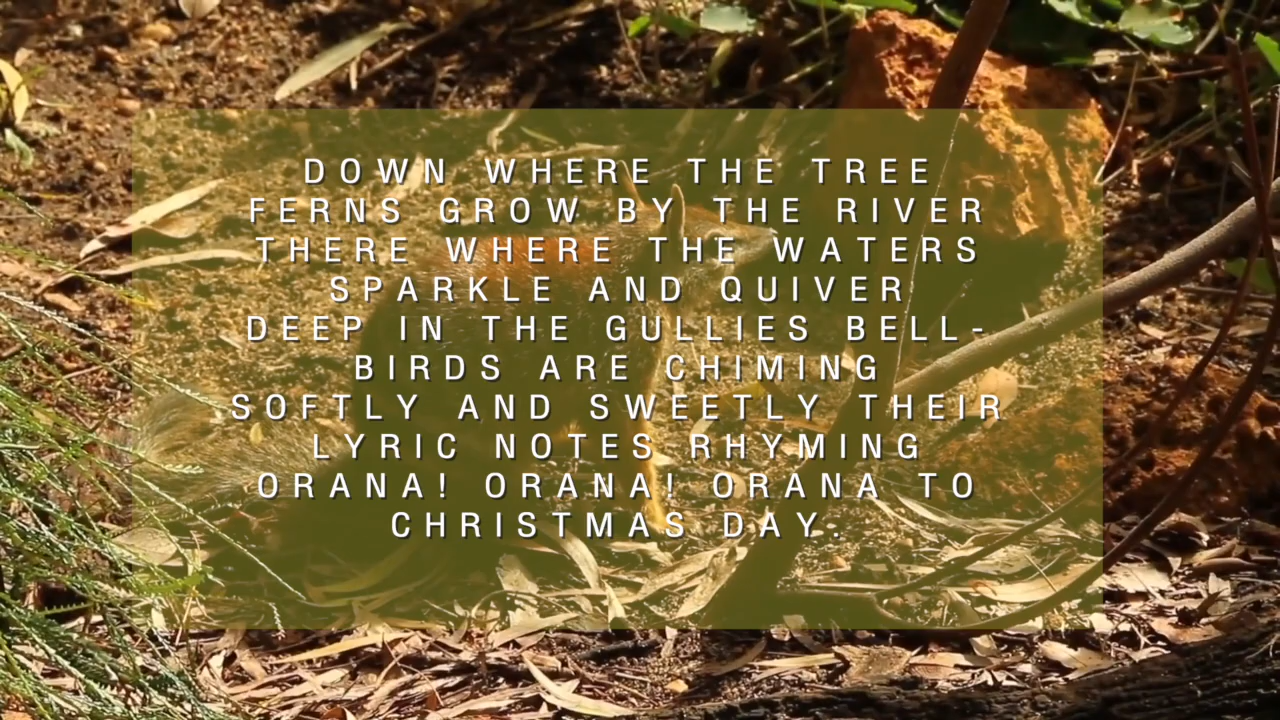 DOWN WHERE THE TREE
FERNS GROW BY THE RIVER
THERE WHERE THE WATERS
SPARKLE AND QUIVER
DEEP IN THE GULLIES BELL-
BIRDS ARE CHIMING
SOFTLY AND SWEETLY THEIR
LYRIC NOTES RHYMING
ORANA! ORANA! ORANA TO
CHRISTMAS DAY.